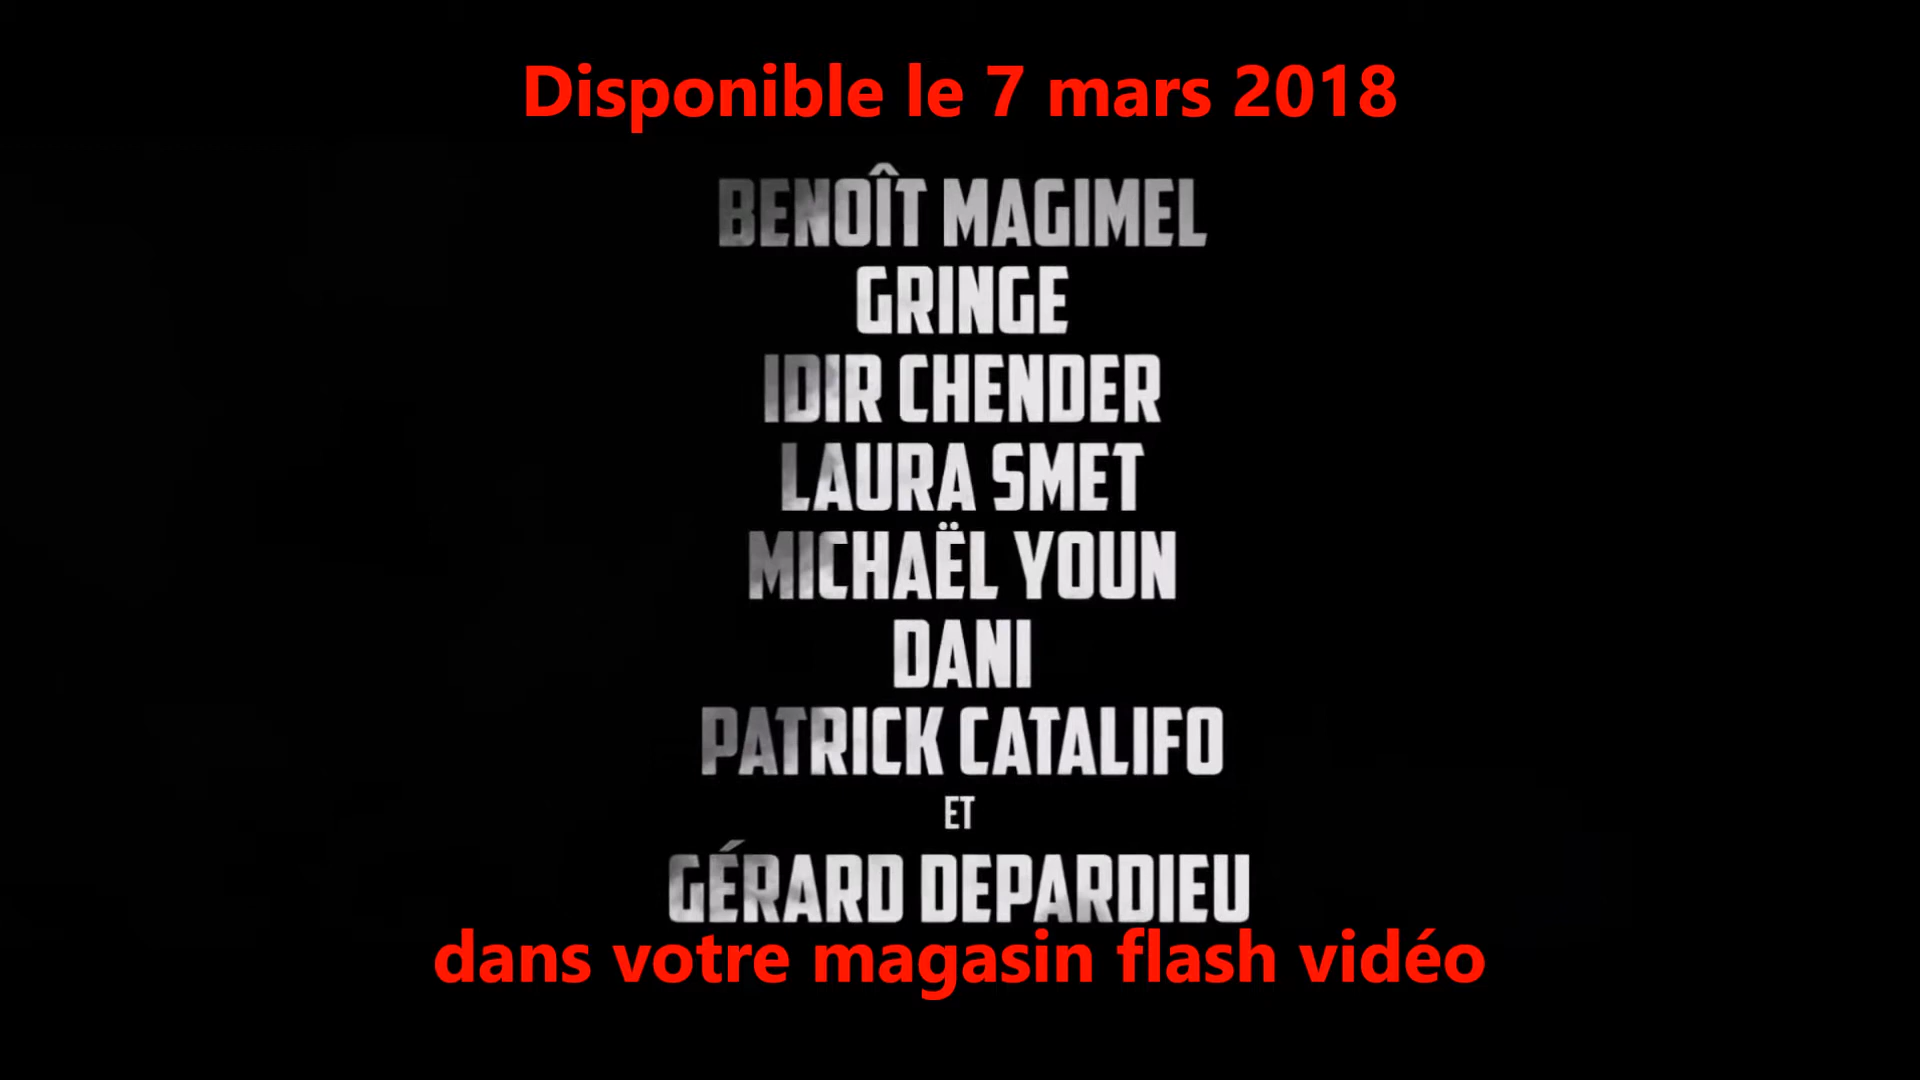 Disponible le 7 mars 2018
BENOÎT MAGIMEL
GRINGE
IDIR CHENDER
LAURA SMET
MICHAËL YOUN
DANI
PATRICK CATALIFO
ET
GÉRARD DEPARDIEU
dans votre magasin flash vidéo